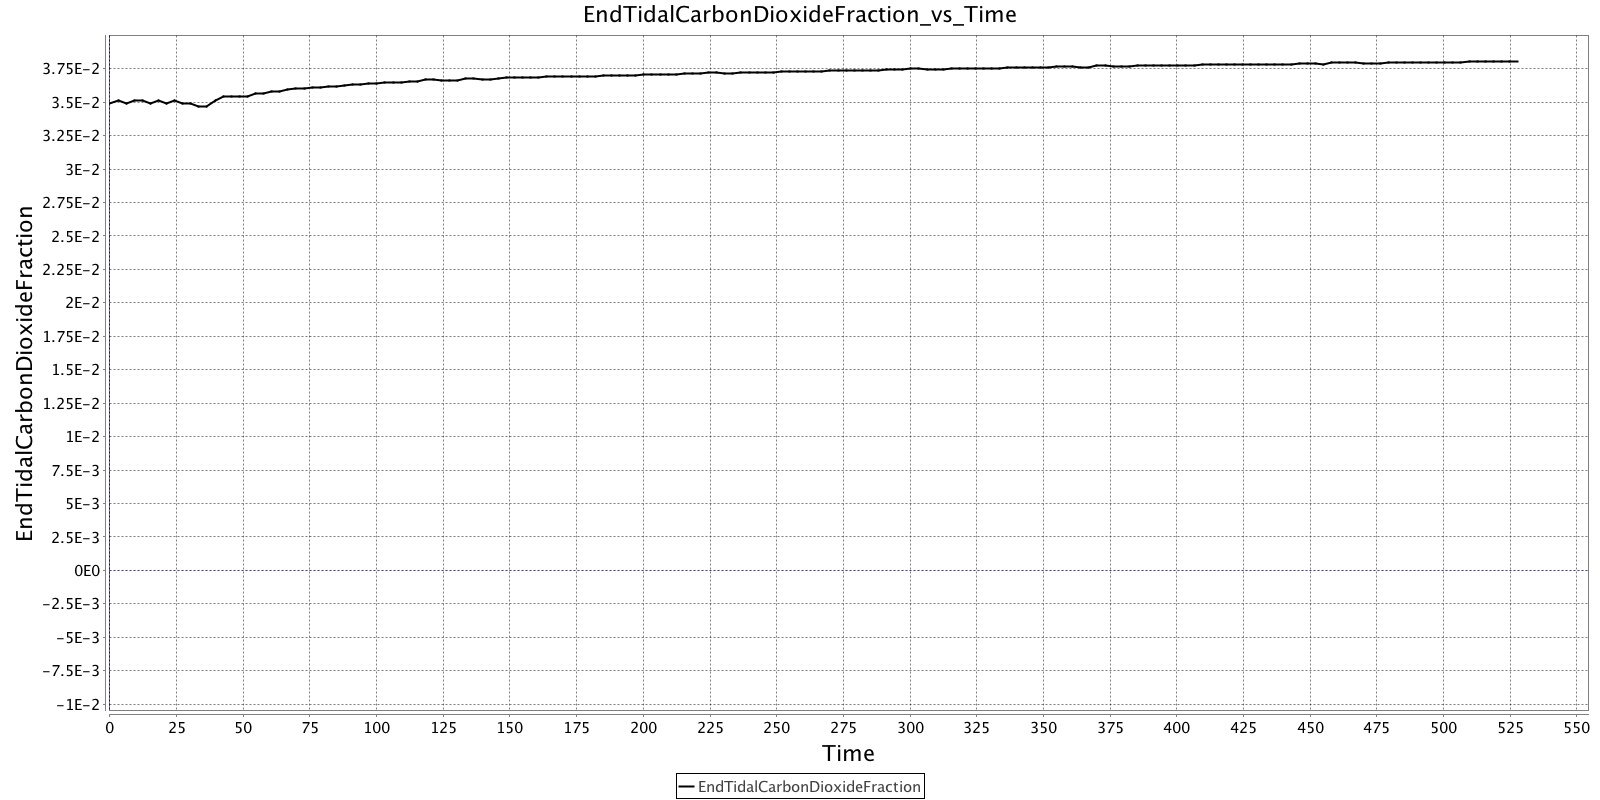 EndTidalCarbonDioxideFraction_vs_Time
EndTidalCarbonDioxideFraction
3.75E-2
3.5E-2
3.25E-2
3E-2
2.75E-2
2.5E-2
2.25E-2
2E-2
1.75E-2
1.5E-2
1.25E-2
1E-2
7.5E-3
5E-3
2.5E-3
0E0
-2.5E-3
-5E-3
-7.5E-3
-1E-2
0 25 50 75 100 125 150 175 200 225 250 275 300 325 350 375 400 425 450 475 500 525 550
Time
EndTidalCarbonDioxideFraction